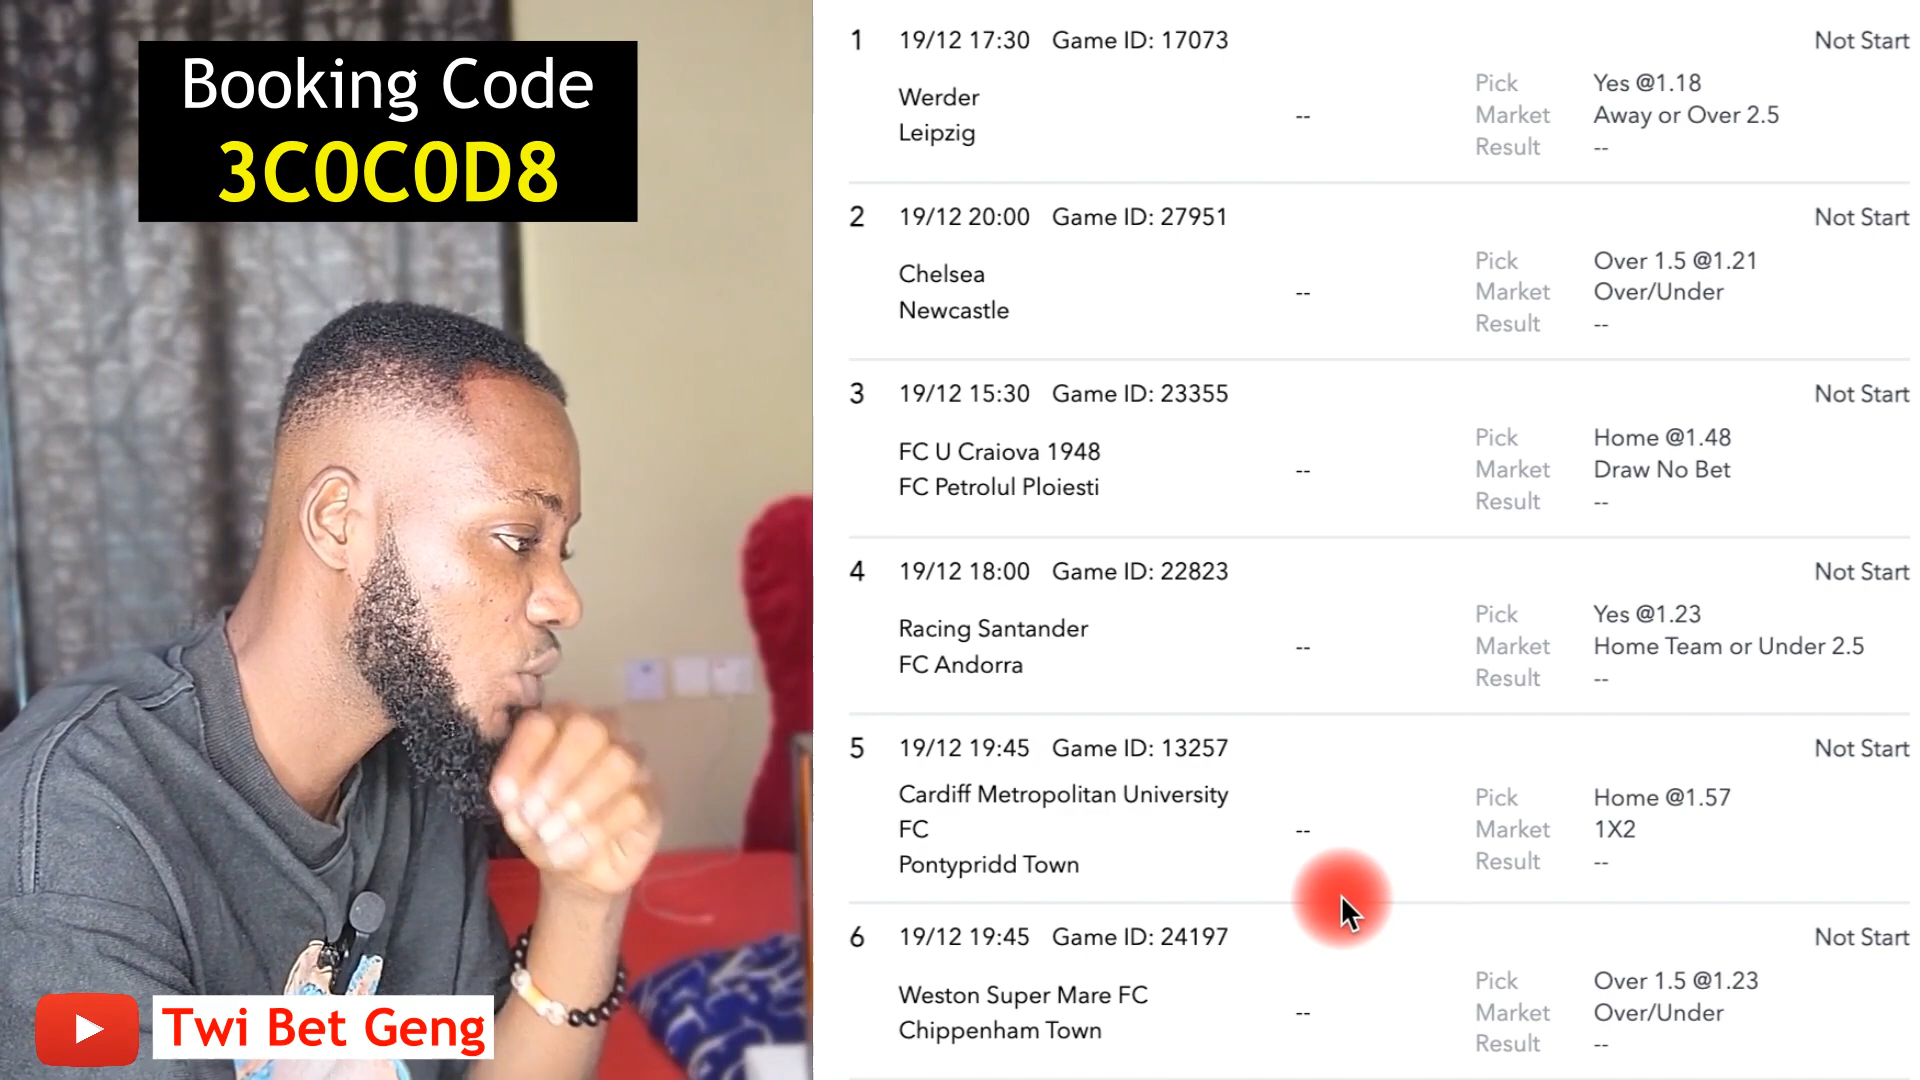 Booking Code
3C0C0D8
Twi Bet Geng
1 19/12 17:30 Game ID: 17073 Not Start
Werder
Leipzig
--
Pick Yes @1.18
Market Away or Over 2.5
Result --
2 19/12 20:00 Game ID: 27951 Not Start
Chelsea
Newcastle
--
Pick Over 1.5 @1.21
Market Over/Under
Result --
3 19/12 15:30 Game ID: 23355 Not Start
FC U Craiova 1948
FC Petrolul Ploiesti
--
Pick Home @1.48
Market Draw No Bet
Result --
4 19/12 18:00 Game ID: 22823 Not Start
Racing Santander
FC Andorra
--
Pick Yes @1.23
Market Home Team or Under 2.5
Result --
5 19/12 19:45 Game ID: 13257 Not Start
Cardiff Metropolitan University
FC
Pontypridd Town
--
Pick Home @1.57
Market 1X2
Result --
6 19/12 19:45 Game ID: 24197 Not Start
Weston Super Mare FC
Chippenham Town
--
Pick Over 1.5 @1.23
Market Over/Under
Result --